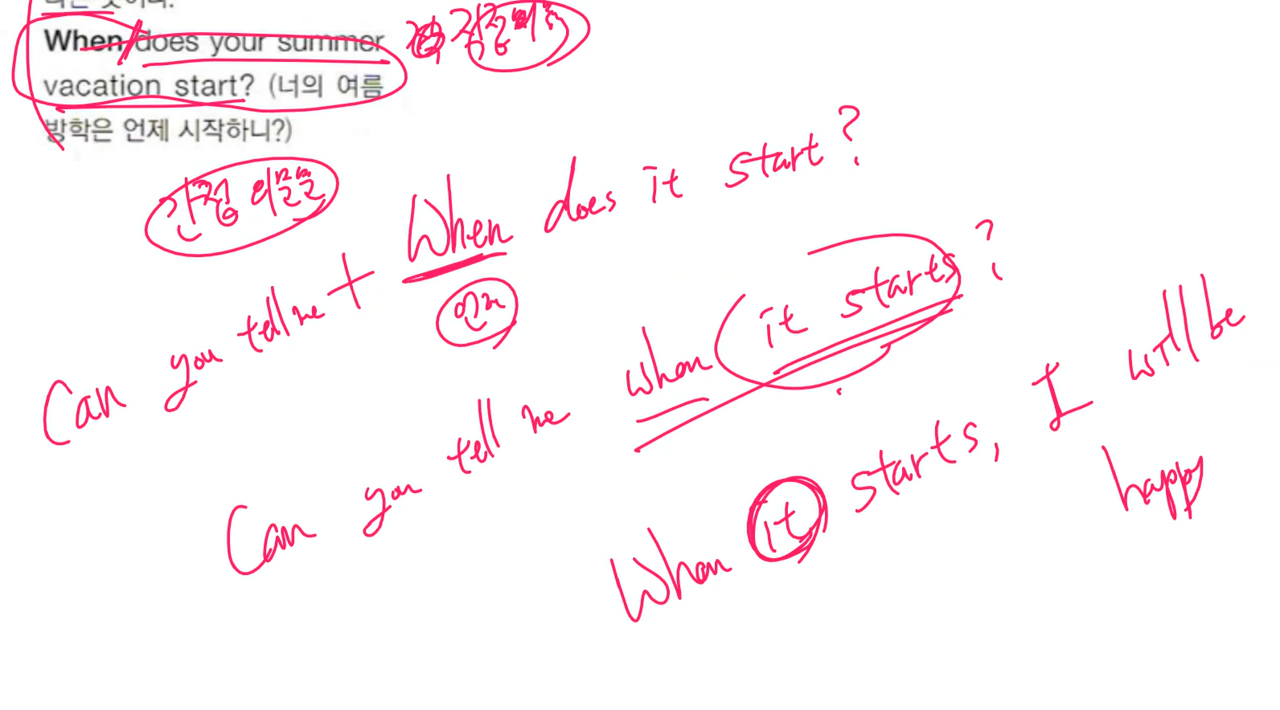 When does your summer
vacation start? (너의 여름
방학은 언제 시작하니?)
간접 의문문
Can you tell me + When does it start?
언제
Can you tell me when it starts?
When it starts, I will be
happy